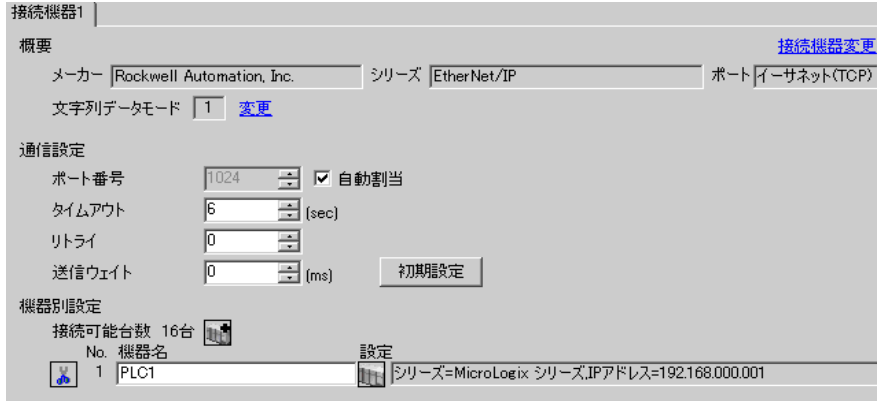 接続機器1
概要 接続機器変更
メーカー Rockwell Automation, Inc. シリーズ EtherNet/IP ポート イーサネット(TCP)
文字列データモード 1 変更
通信設定
ポート番号 1024 自動割当
タイムアウト 6 (sec)
リトライ 0
送信ウェイト 0 (ms) 初期設定
機器別設定
接続可能台数 16台
No. 機器名 設定
1 PLC1 シリーズ=MicroLogix シリーズ,IPアドレス=192.168.000.001